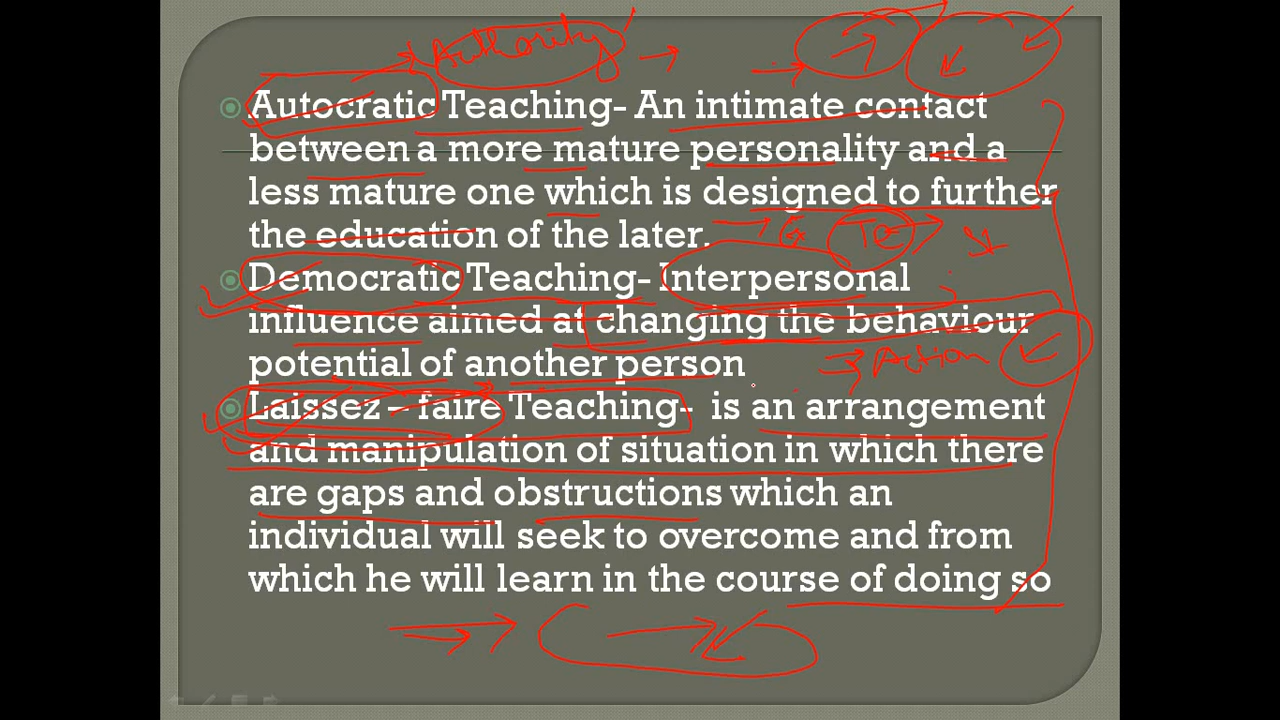 Authority
Autocratic Teaching- An intimate contact
between a more mature personality and a
less mature one which is designed to further
the education of the later.
Democratic Teaching- Interpersonal
influence aimed at changing the behaviour
potential of another person
Action
Laissez – faire Teaching- is an arrangement
and manipulation of situation in which there
are gaps and obstructions which an
individual will seek to overcome and from
which he will learn in the course of doing so